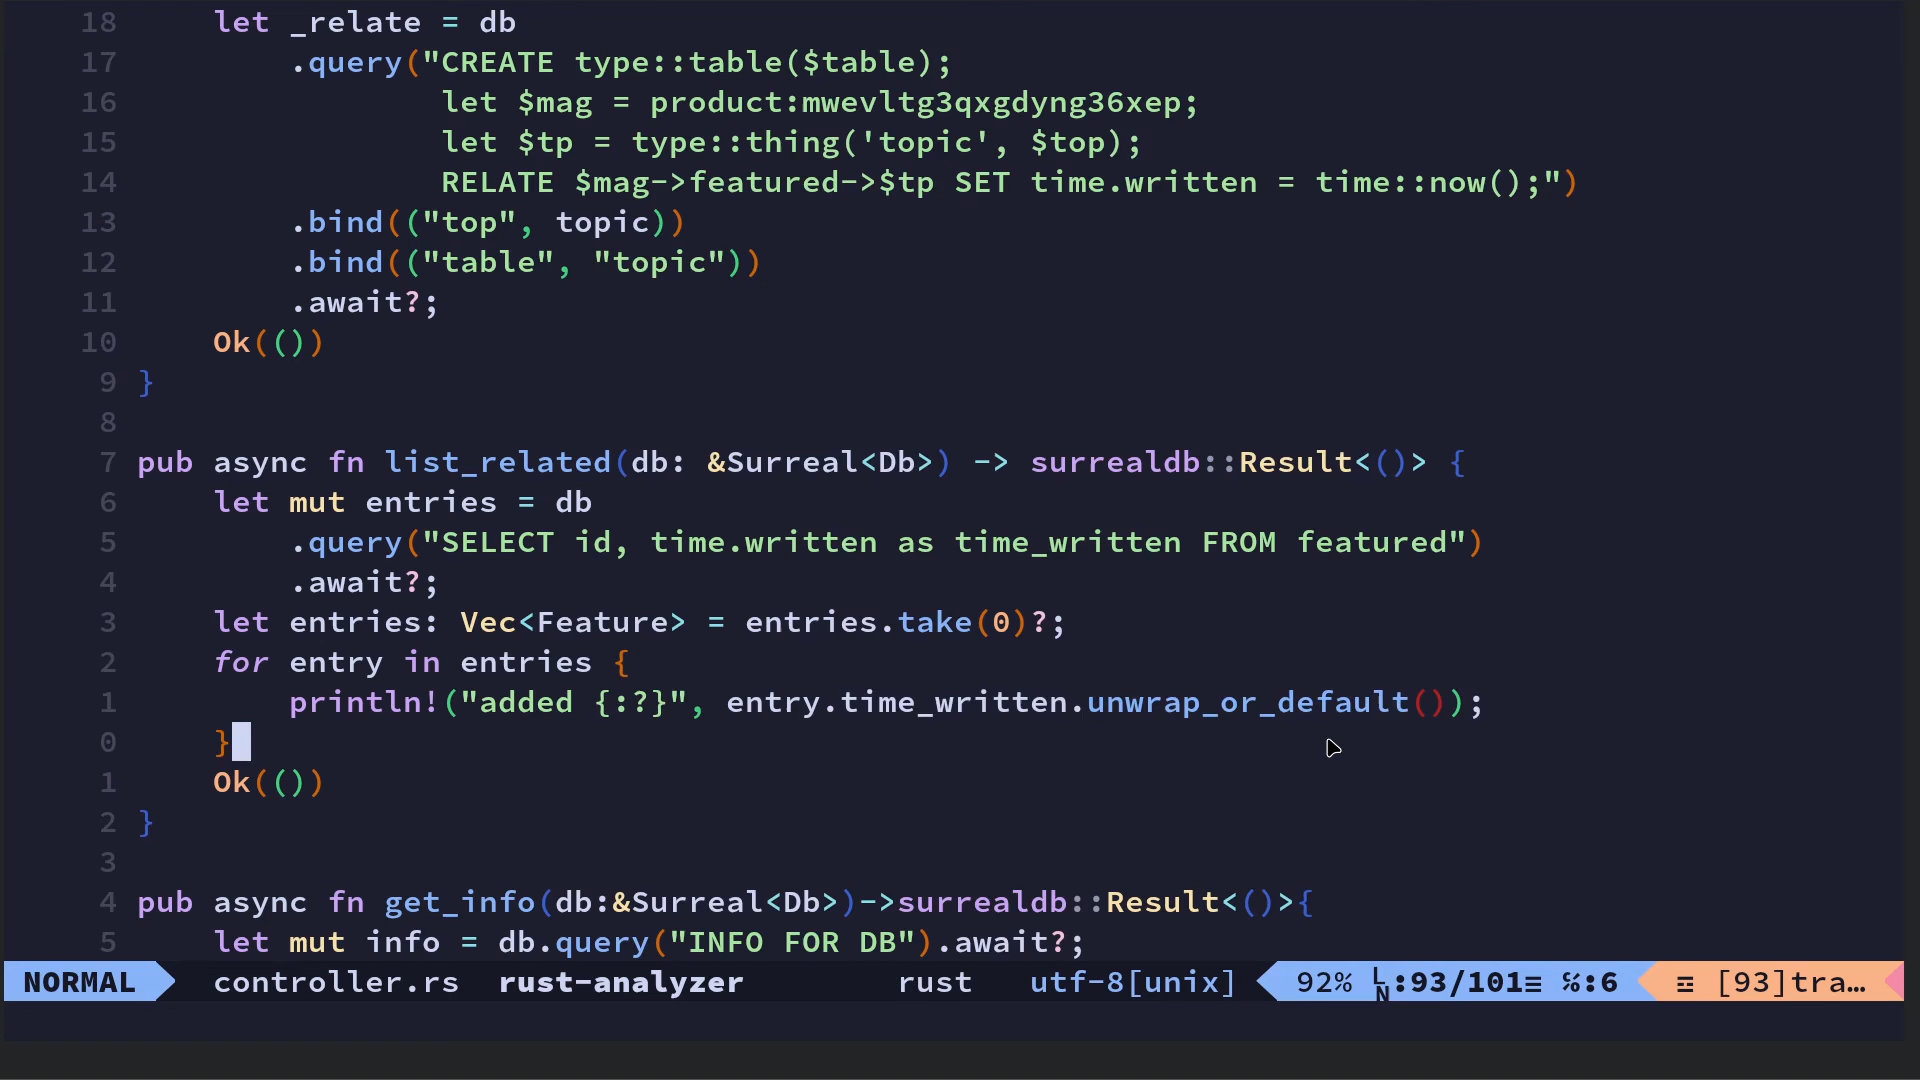 18     let _relate = db
17         .query("CREATE type::table($table);
16                 let $mag = product:mwevltg3qxgdyng36xep;
15                 let $tp = type::thing('topic', $top);
14                 RELATE $mag->featured->$tp SET time.written = time::now();")
13         .bind(("top", topic))
12         .bind(("table", "topic"))
11         .await?;
10     Ok(())
9 }
8
7 pub async fn list_related(db: &Surreal<Db>) -> surrealdb::Result<()> {
6     let mut entries = db
5         .query("SELECT id, time.written as time_written FROM featured")
4         .await?;
3     let entries: Vec<Feature> = entries.take(0)?;
2     for entry in entries {
1         println!("added {:?}", entry.time_written.unwrap_or_default());
0     }
1     Ok(())
2 }
3
4 pub async fn get_info(db:&Surreal<Db>)->surrealdb::Result<()>{
5     let mut info = db.query("INFO FOR DB").await?;
NORMAL controller.rs rust-analyzer rust utf-8[unix] 92% LN:93/101≡ ℅:6 ☲ [93]tra…